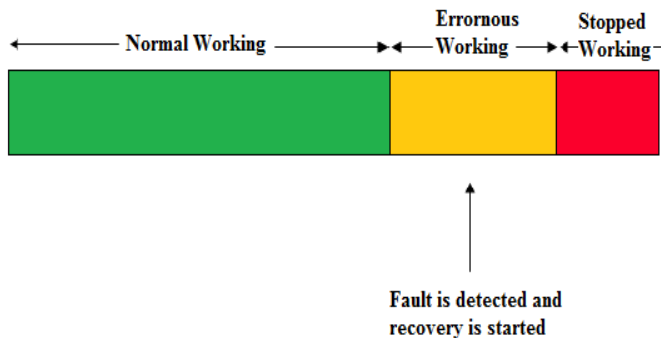 Normal Working
Errornous
Working
Stopped
Working
Fault is detected and
recovery is started